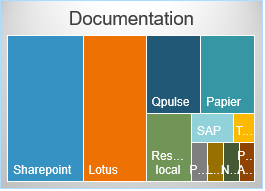 Documentation
Sharepoint
Lotus
Qpulse
Papier
Res...
local
SAP
T...
P...
L...
N...
P...
A...